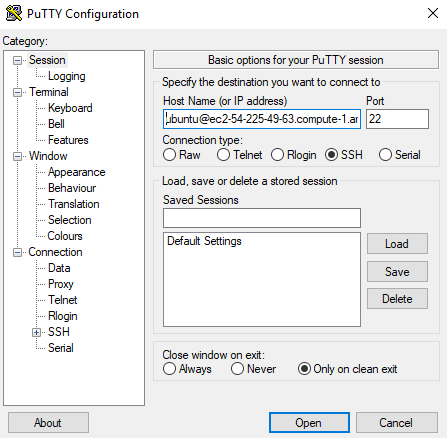 PuTTY Configuration
Category:
Session
Logging
Terminal
Keyboard
Bell
Features
Window
Appearance
Behaviour
Translation
Selection
Colours
Connection
Data
Proxy
Telnet
Rlogin
SSH
Serial
Basic options for your PuTTY session
Specify the destination you want to connect to
Host Name (or IP address) Port
ubuntu@ec2-54-225-49-63.compute-1.ar 22
Connection type:
Raw Telnet Rlogin SSH Serial
Load, save or delete a stored session
Saved Sessions
Default Settings
Load
Save
Delete
Close window on exit:
Always Never Only on clean exit
About Open Cancel